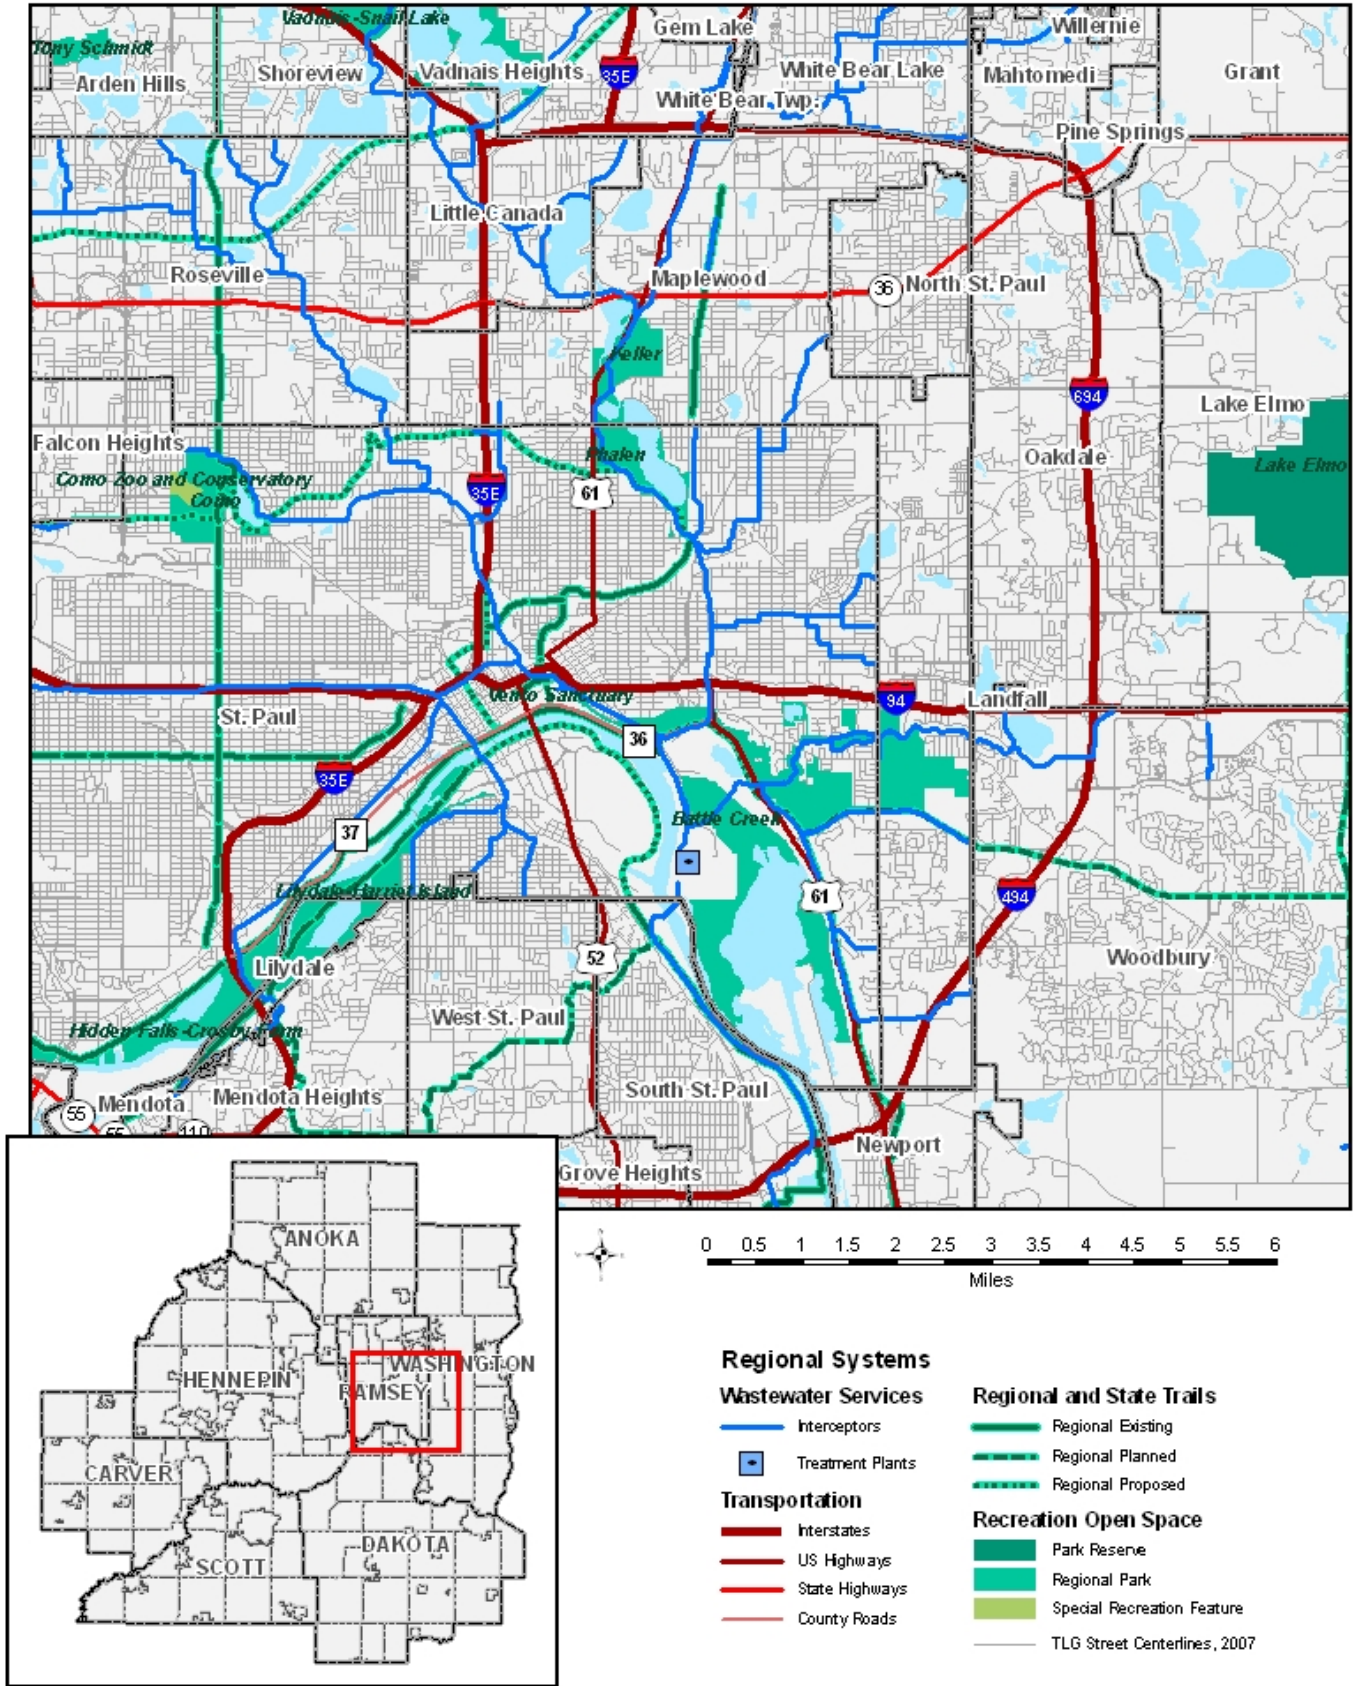 Vadnais-Snail Lake
Gem Lake
Willernie
Tony Schmidt
Arden Hills
Shoreview
Vadnais Heights
35E
White Bear Lake
Mahtomedi
Grant
White Bear Twp.
Pine Springs
Little Canada
Roseville
Maplewood
36
North St. Paul
Keller
694
Lake Elmo
Falcon Heights
Phalen
Oakdale
Lake Elmo
Como Zoo and Conservatory
Como
35E
61
Vento Sanctuary
94
Landfall
St. Paul
36
35E
Battle Creek
37
Lilydale-Harriet Island
61
494
52
Woodbury
Lilydale
West St. Paul
Hidden Falls-Crosby Farm
South St. Paul
55
Mendota
Mendota Heights
55
110
Newport
Grove Heights
ANOKA
HENNEPIN
WASHINGTON
RAMSEY
CARVER
SCOTT
DAKOTA
0 0.5 1 1.5 2 2.5 3 3.5 4 4.5 5 5.5 6
Miles
Regional Systems
Wastewater Services
Interceptors
Treatment Plants
Transportation
Interstates
US Highways
State Highways
County Roads
Regional and State Trails
Regional Existing
Regional Planned
Regional Proposed
Recreation Open Space
Park Reserve
Regional Park
Special Recreation Feature
TLG Street Centerlines, 2007